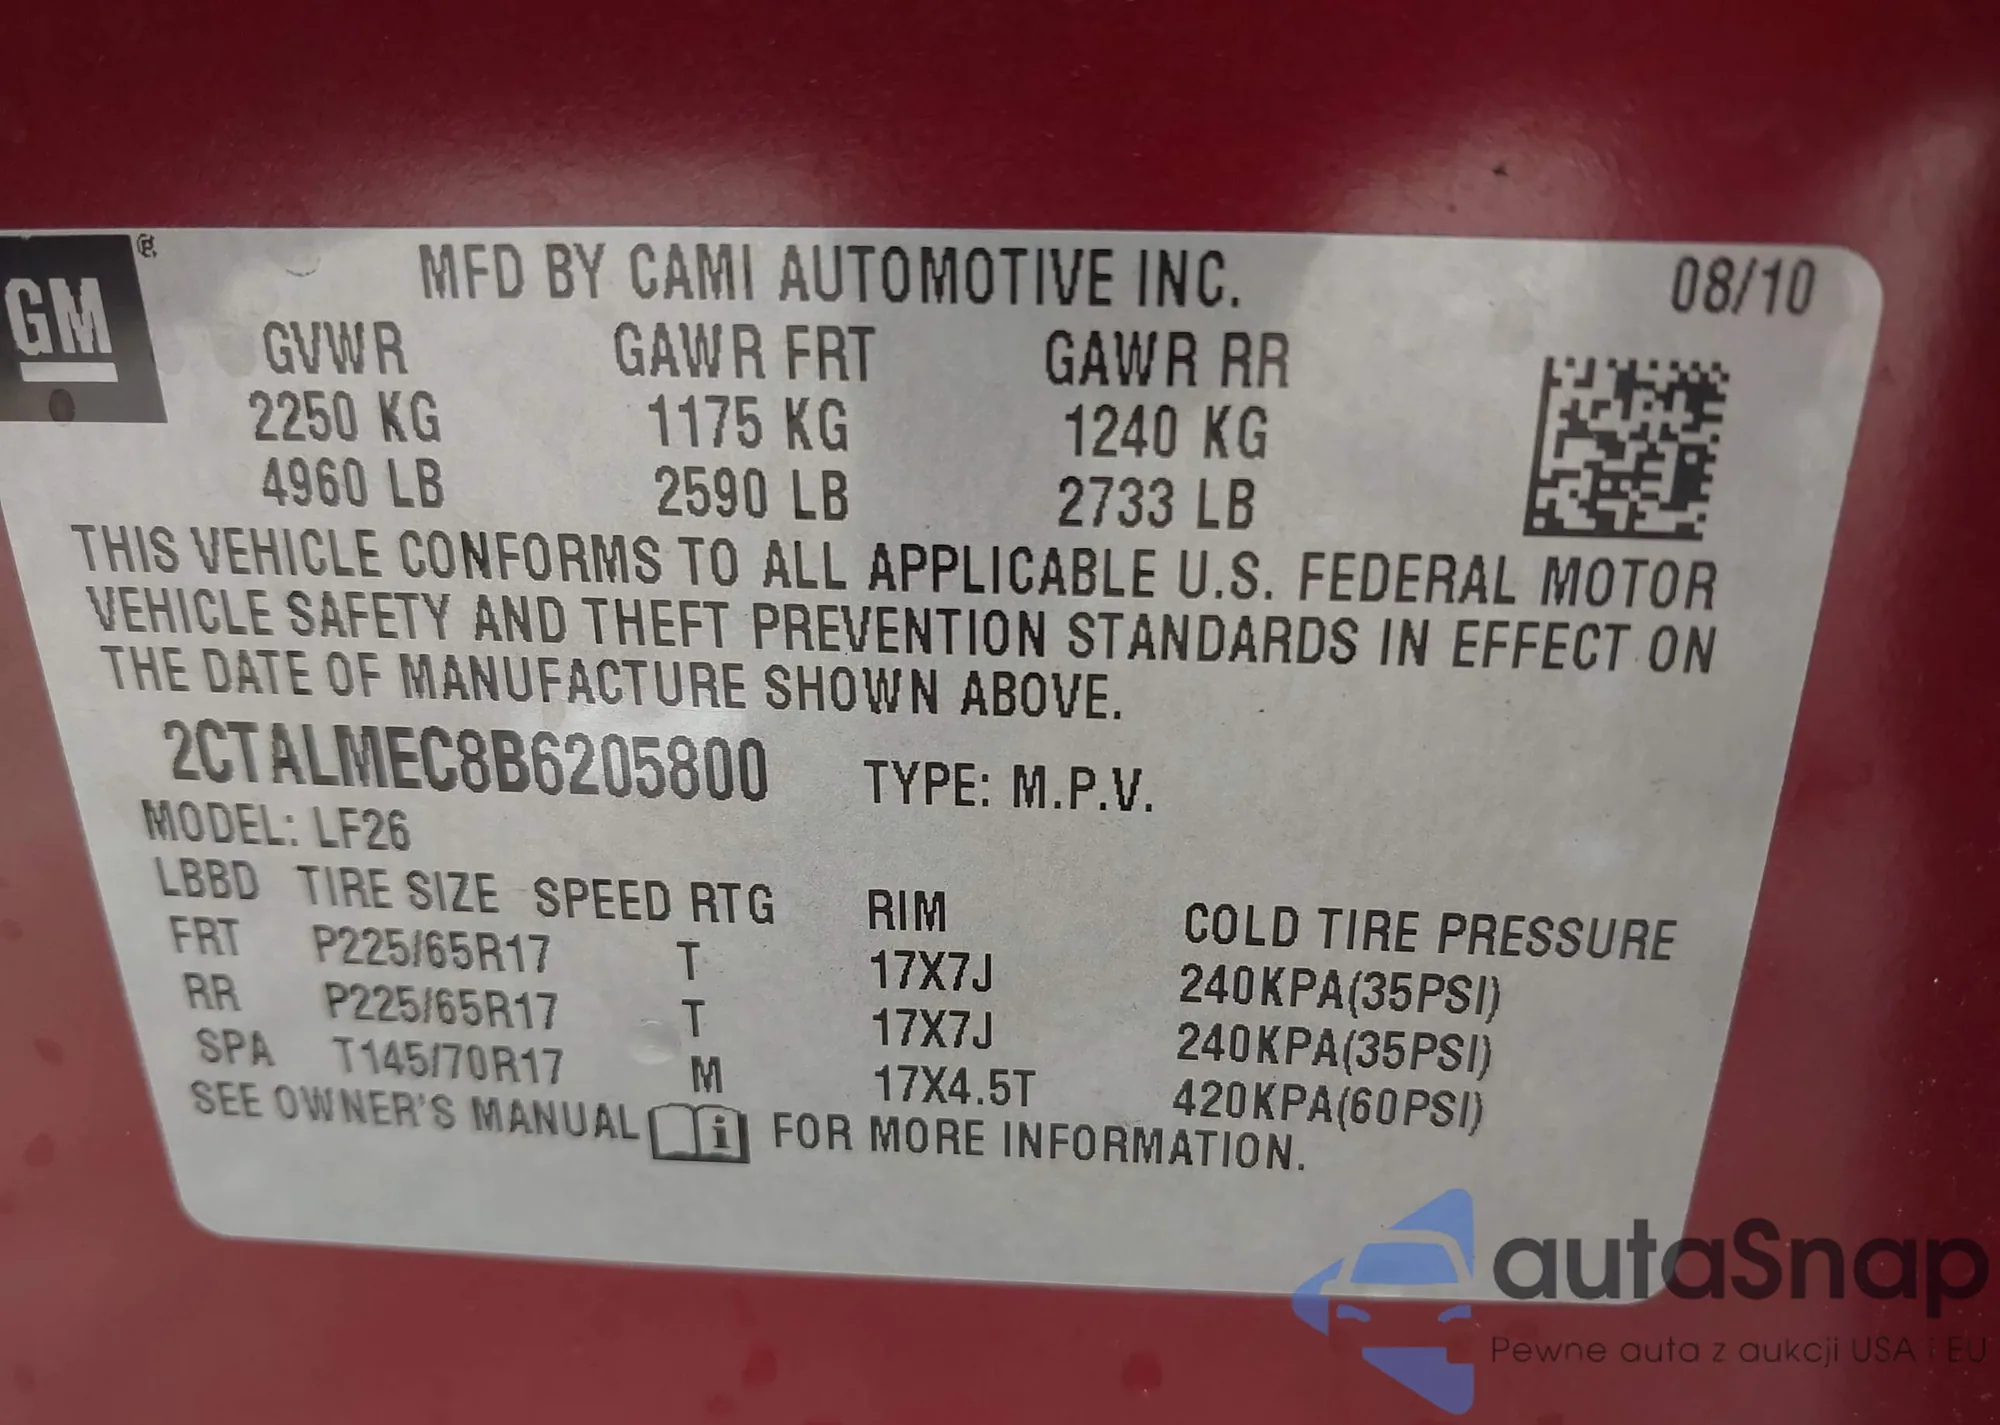 GM ®
MFD BY CAMI AUTOMOTIVE INC. 08/10
GVWR GAWR FRT GAWR RR
2250 KG 1175 KG 1240 KG
4960 LB 2590 LB 2733 LB
THIS VEHICLE CONFORMS TO ALL APPLICABLE U.S. FEDERAL MOTOR
VEHICLE SAFETY AND THEFT PREVENTION STANDARDS IN EFFECT ON
THE DATE OF MANUFACTURE SHOWN ABOVE.
2CTALMEC8B6205800 TYPE: M.P.V.
MODEL: LF26
LBBD TIRE SIZE SPEED RTG RIM COLD TIRE PRESSURE
FRT P225/65R17 T 17X7J 240KPA(35PSI)
RR P225/65R17 T 17X7J 240KPA(35PSI)
SPA T145/70R17 M 17X4.5T 420KPA(60PSI)
SEE OWNER'S MANUAL i FOR MORE INFORMATION.
autaSnap
Pewne auta z aukcji USA i EU